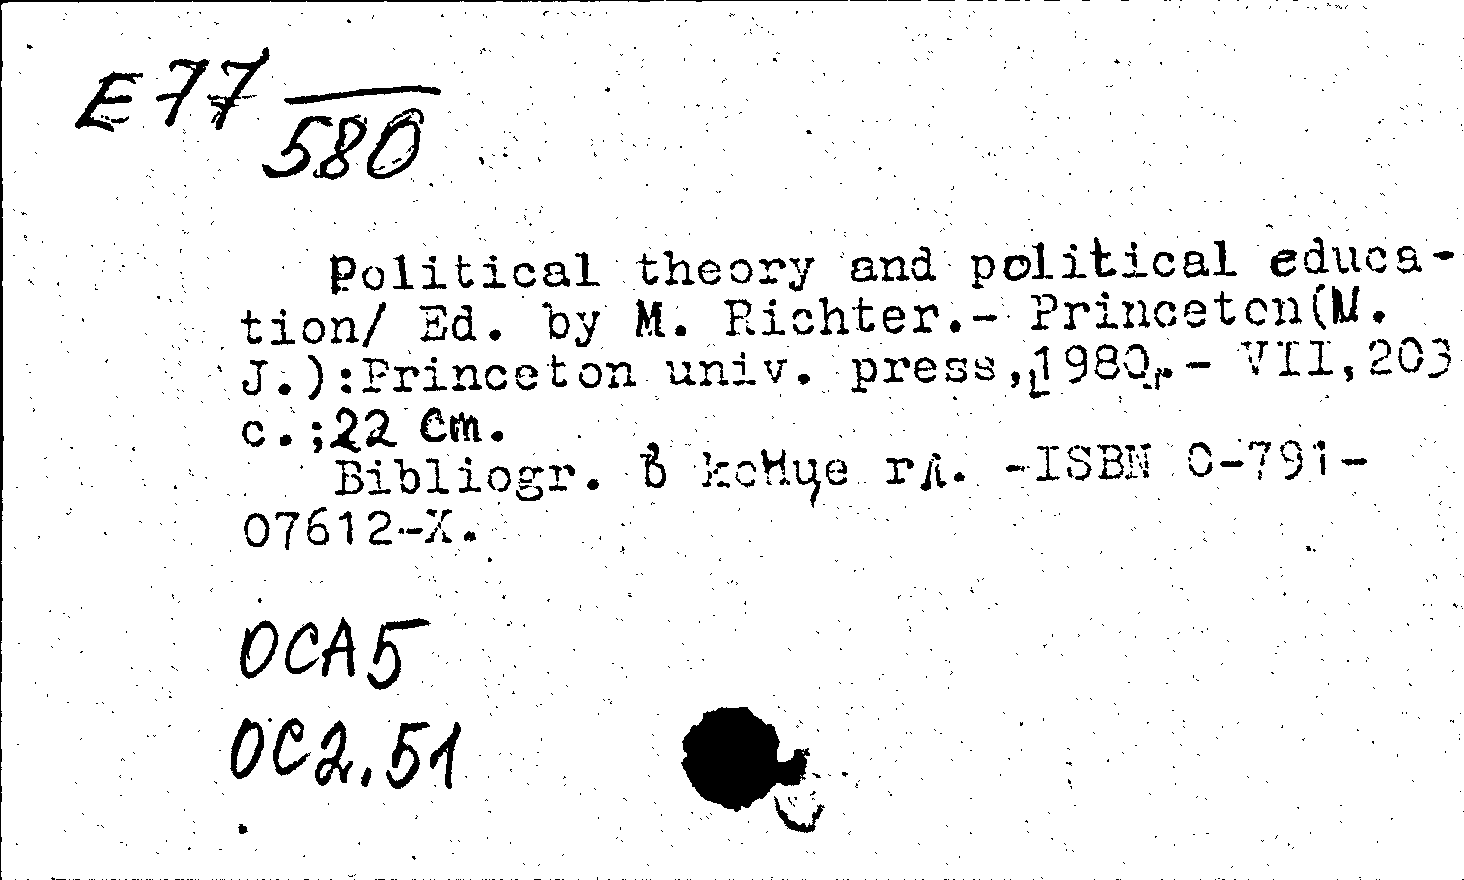 E77
580
Political theory and political educa-
tion/ Ed. by M. Richter.- Princeton(M.
J.):Princeton univ. press,1980.- VII,203
c.;22 cm.
Bibliogr. в конце гл. -ISBN 0-791-
07612-X.
OCA5
OC2.51